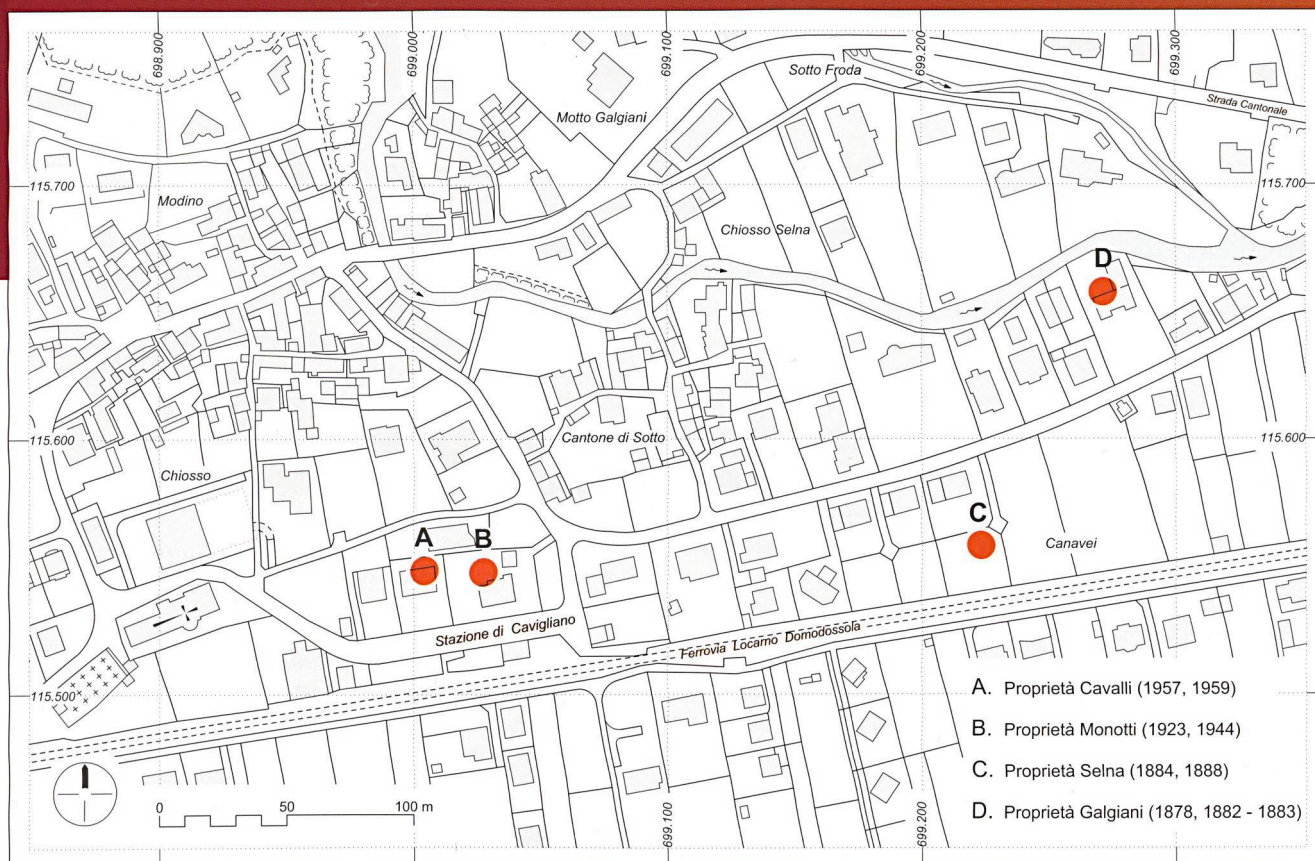 698.900
699.000
699.100
699.200
699.300
Sotto Froda
Strada Cantonale
Motto Galgiani
115.700
115.700
Modino
Chiosso Selna
D
Cantone di Sotto
115.600
115.600
Chiosso
A
B
C
Canavei
Stazione di Cavigliano
Ferrovia Locarno Domodossola
115.500
A. Proprietà Cavalli (1957, 1959)
B. Proprietà Monotti (1923, 1944)
C. Proprietà Selna (1884, 1888)
D. Proprietà Galgiani (1878, 1882 - 1883)
0 50 100 m
699.100
699.200